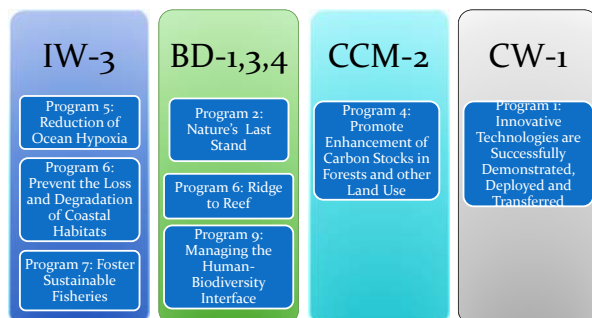 IW-3
Program 5:
Reduction of
Ocean Hypoxia
Program 6:
Prevent the Loss
and Degradation
of Coastal
Habitats
Program 7: Foster
Sustainable
Fisheries
BD-1,3,4
Program 2:
Nature's Last
Stand
Program 6: Ridge
to Reef
Program 9:
Managing the
Human-
Biodiversity
Interface
CCM-2
Program 4:
Promote
Enhancement of
Carbon Stocks in
Forests and other
Land Use
CW-1
Program 1:
Innovative
Technologies are
Successfully
Demonstrated,
Deployed and
Transferred